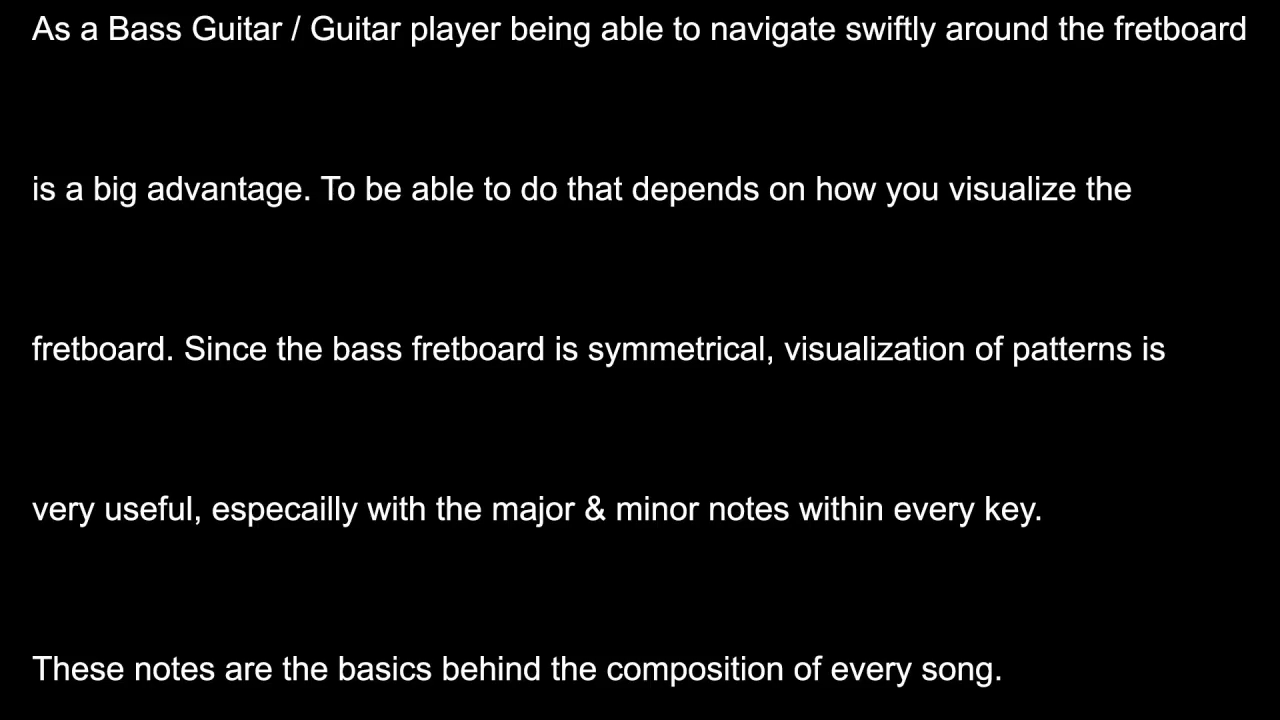 As a Bass Guitar / Guitar player being able to navigate swiftly around the fretboard
is a big advantage. To be able to do that depends on how you visualize the
fretboard. Since the bass fretboard is symmetrical, visualization of patterns is
very useful, especailly with the major & minor notes within every key.
These notes are the basics behind the composition of every song.